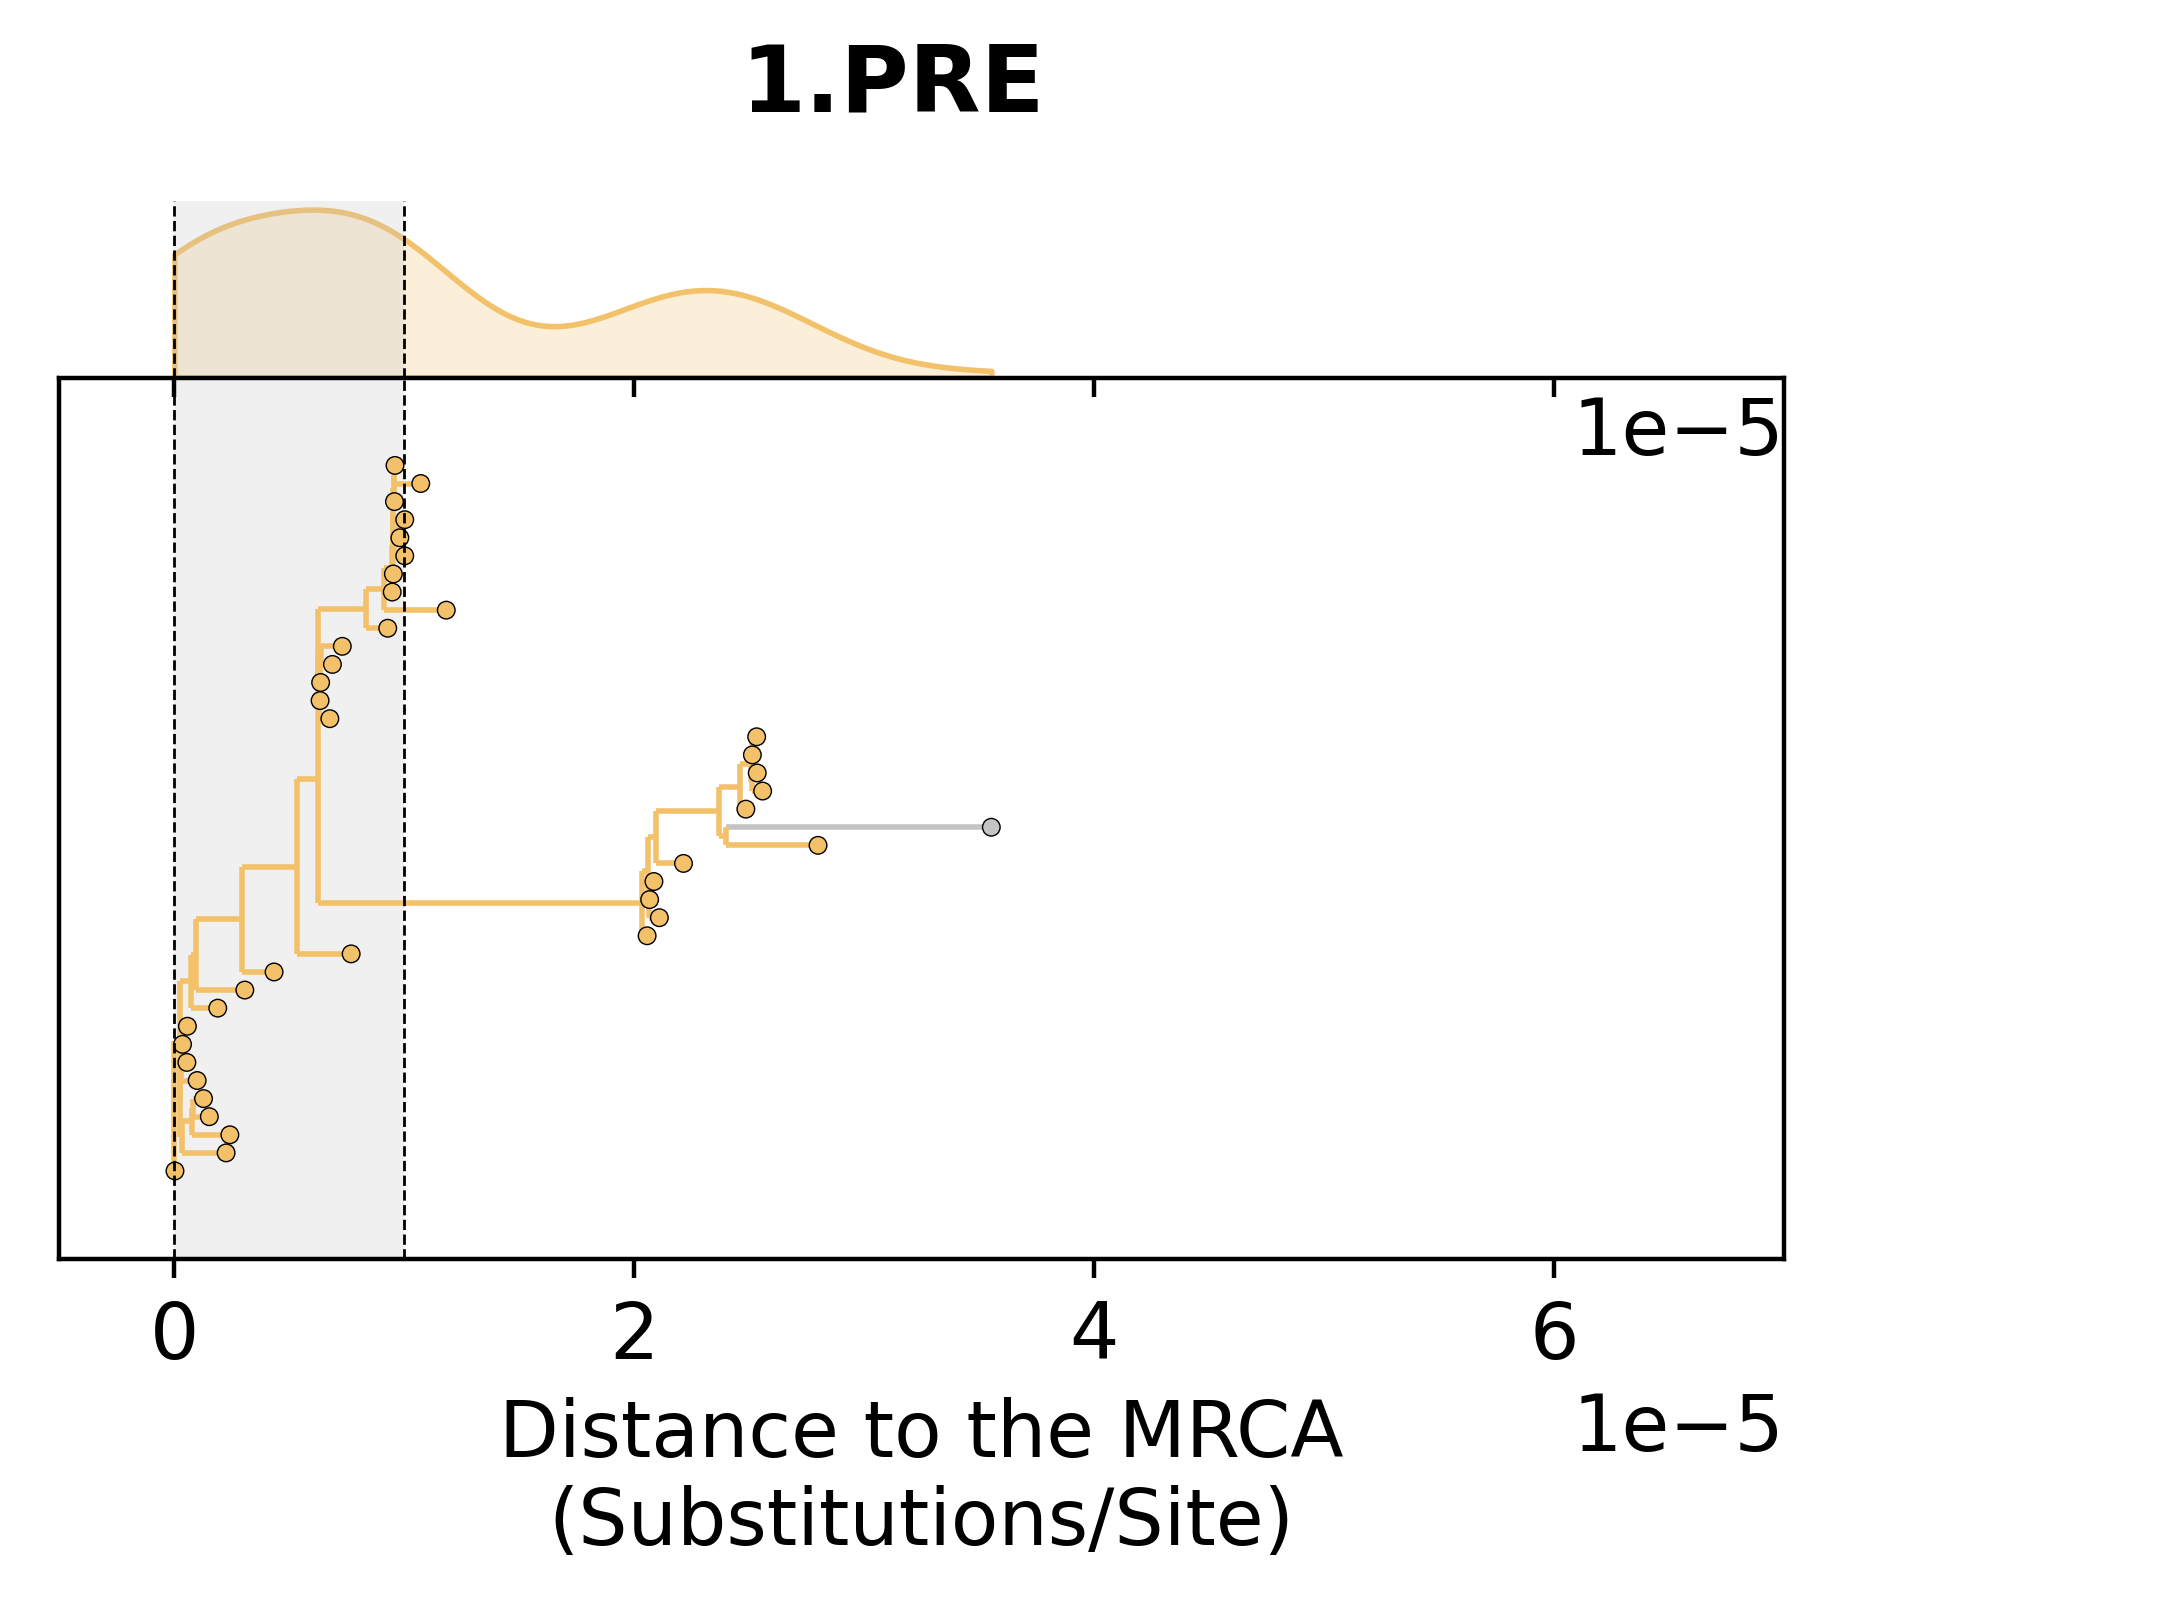 1.PRE
1e−5
0 2 4 6
Distance to the MRCA
1e−5
(Substitutions/Site)